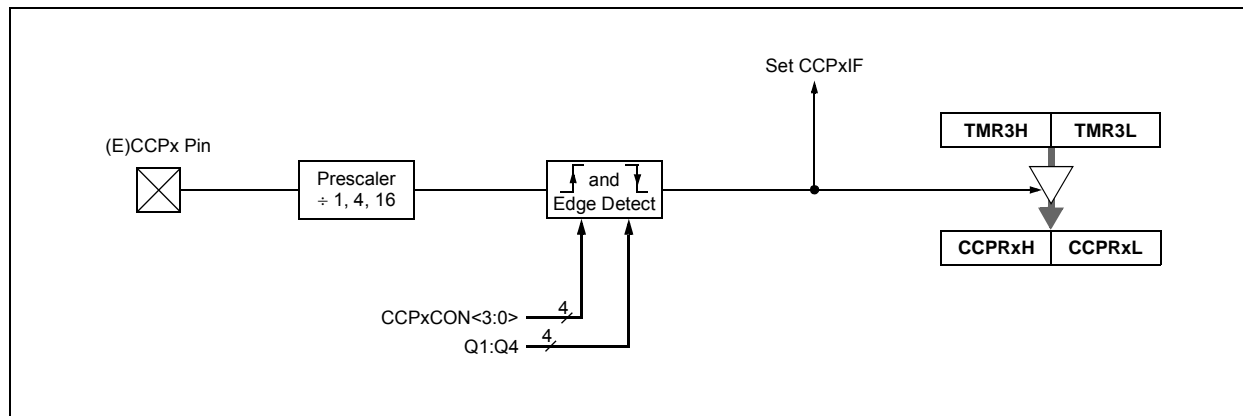 Set CCPxIF
TMR3H TMR3L
(E)CCPx Pin
Prescaler
÷ 1, 4, 16
and
Edge Detect
CCPRxH CCPRxL
4
CCPxCON<3:0>
4
Q1:Q4